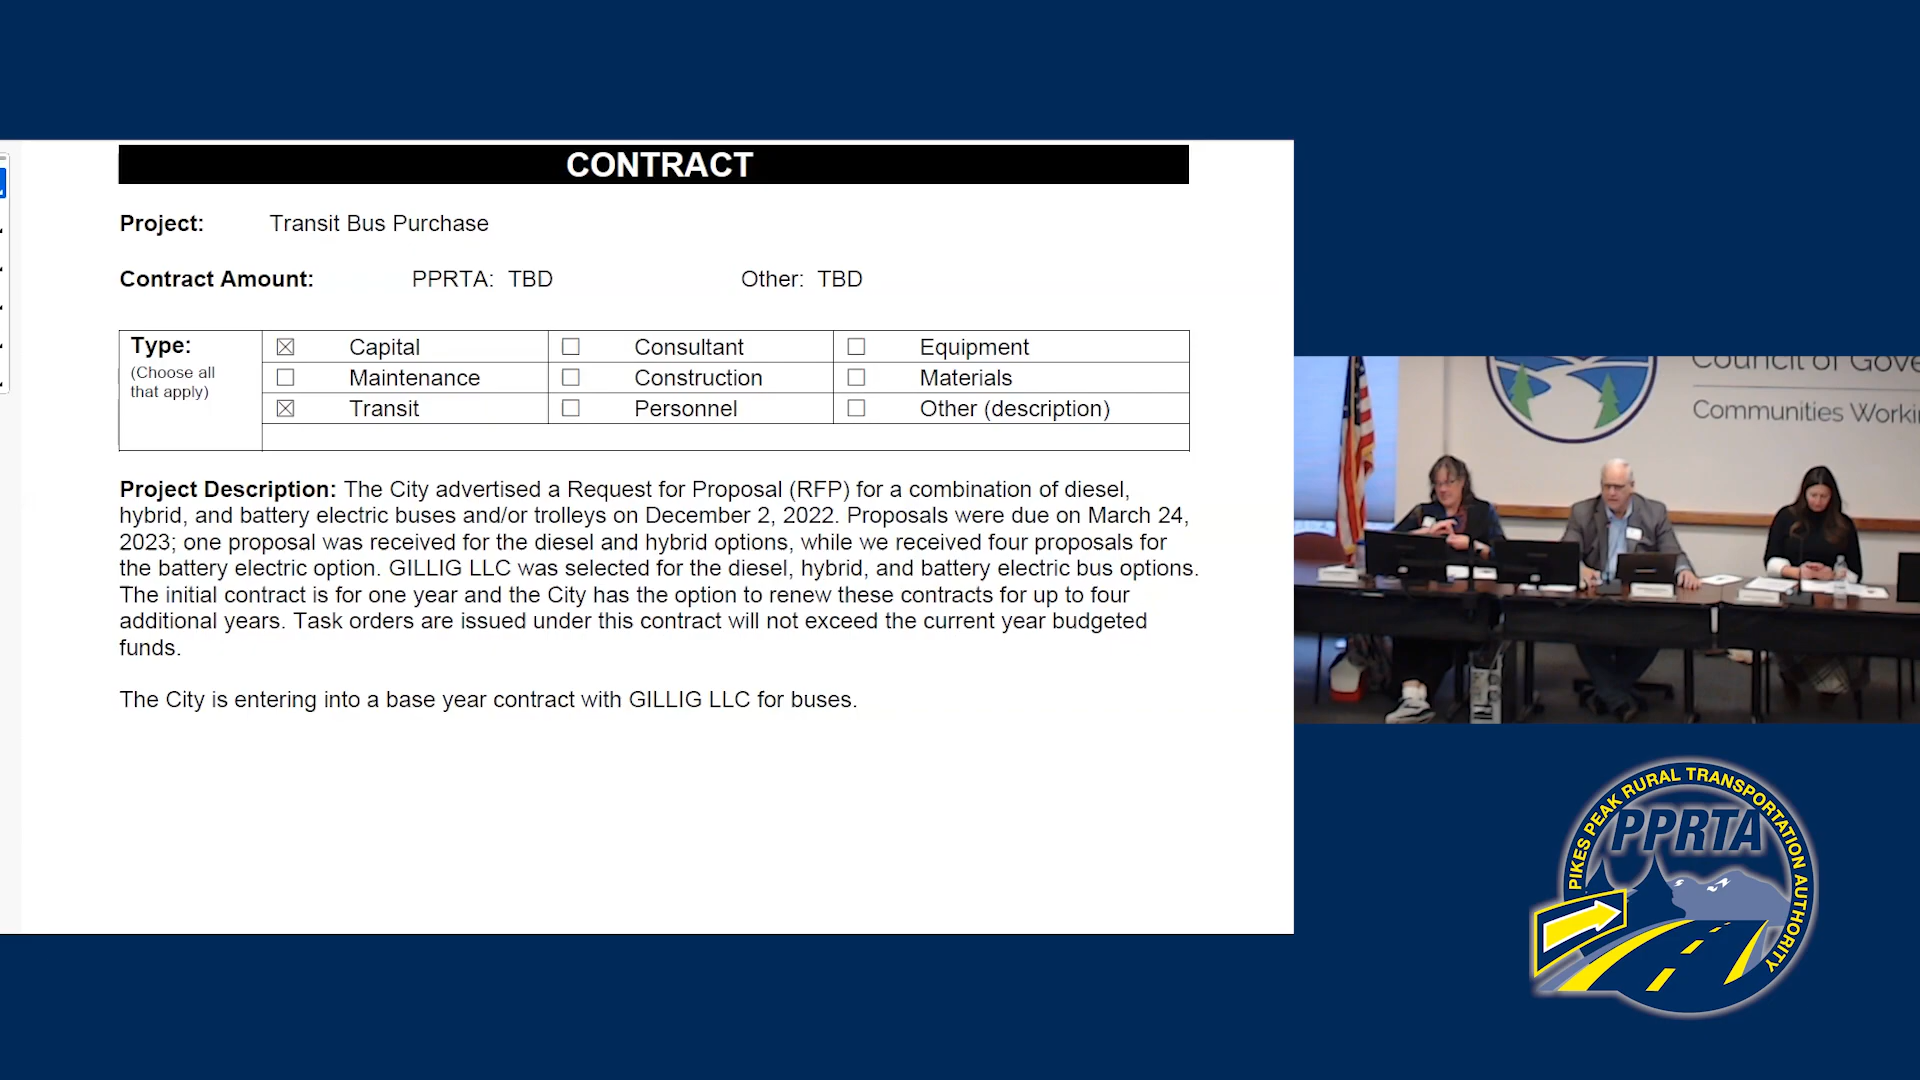 CONTRACT
Project: Transit Bus Purchase
Contract Amount: PPRTA: TBD Other: TBD
Type: ☒ Capital ☐ Consultant ☐ Equipment
(Choose all that apply) ☐ Maintenance ☐ Construction ☐ Materials
☒ Transit ☐ Personnel ☐ Other (description)
Project Description: The City advertised a Request for Proposal (RFP) for a combination of diesel,
hybrid, and battery electric buses and/or trolleys on December 2, 2022. Proposals were due on March 24,
2023; one proposal was received for the diesel and hybrid options, while we received four proposals for
the battery electric option. GILLIG LLC was selected for the diesel, hybrid, and battery electric bus options.
The initial contract is for one year and the City has the option to renew these contracts for up to four
additional years. Task orders are issued under this contract will not exceed the current year budgeted
funds.
The City is entering into a base year contract with GILLIG LLC for buses.
Council of Gove
Communities Worki
PIKES PEAK RURAL TRANSPORTATION AUTHORITY
PPRTA